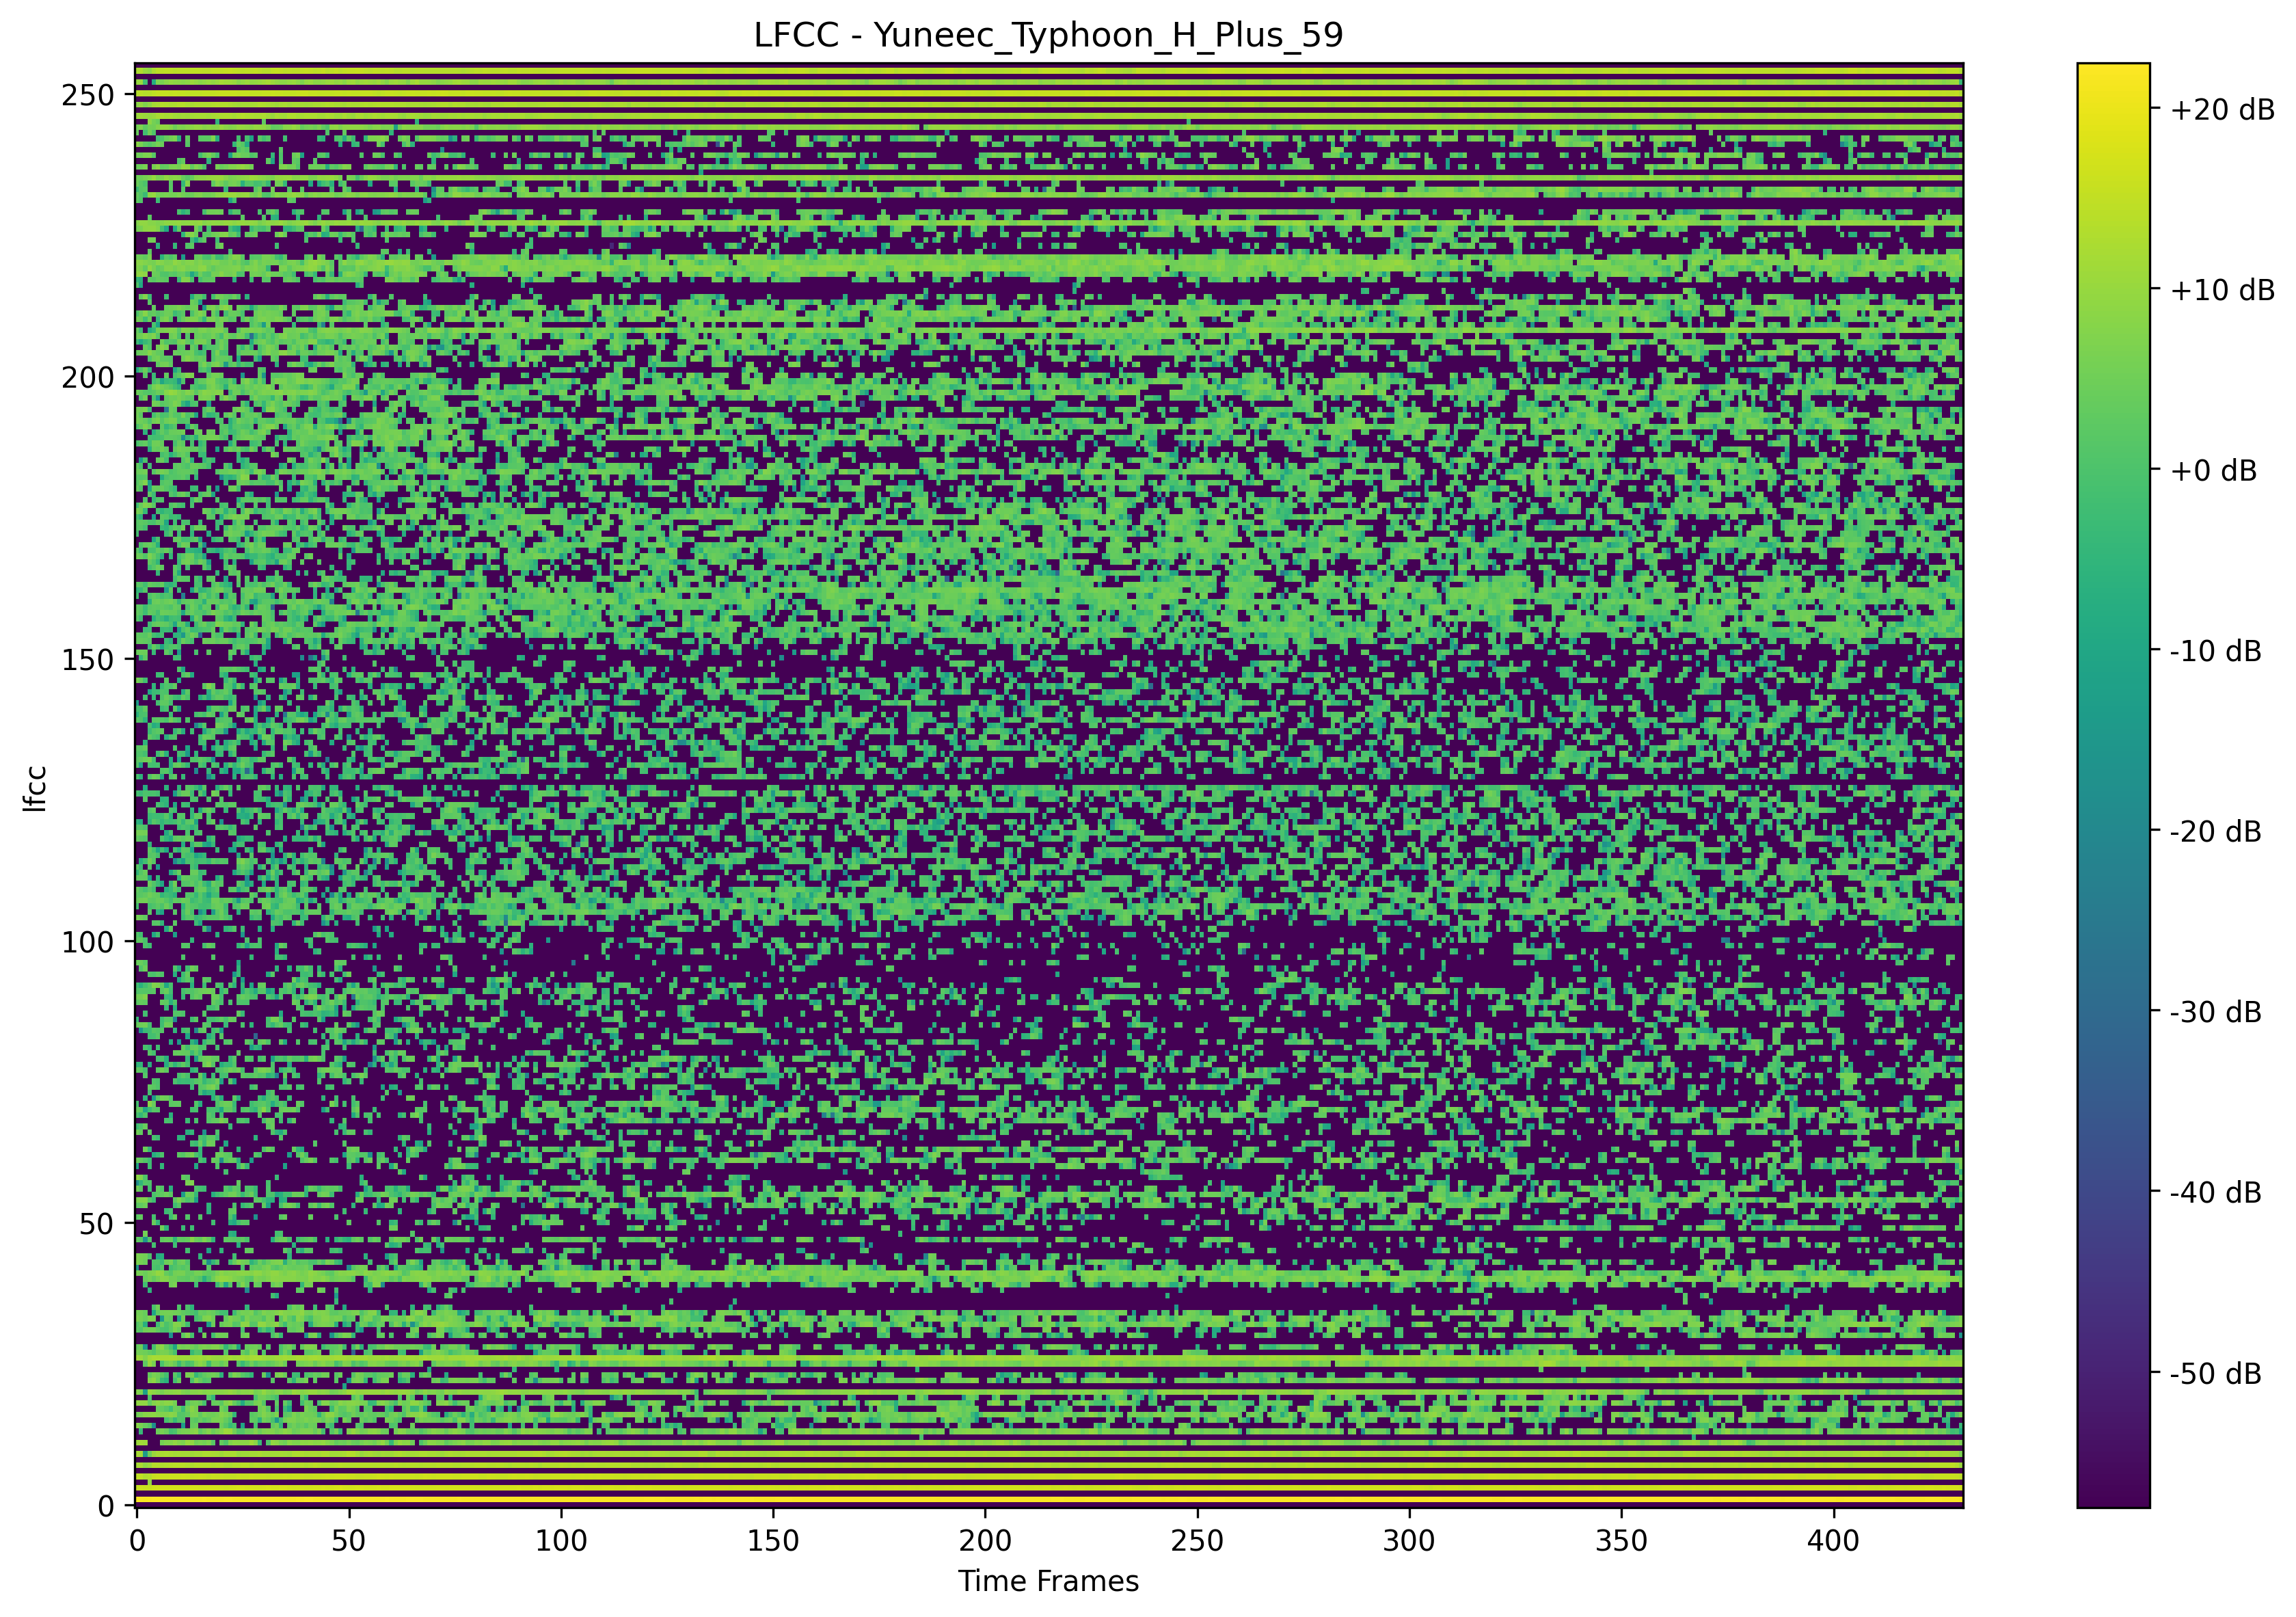 LFCC - Yuneec_Typhoon_H_Plus_59
250
200
150
100
50
0
lfcc
0 50 100 150 200 250 300 350 400
Time Frames
+20 dB
+10 dB
+0 dB
-10 dB
-20 dB
-30 dB
-40 dB
-50 dB